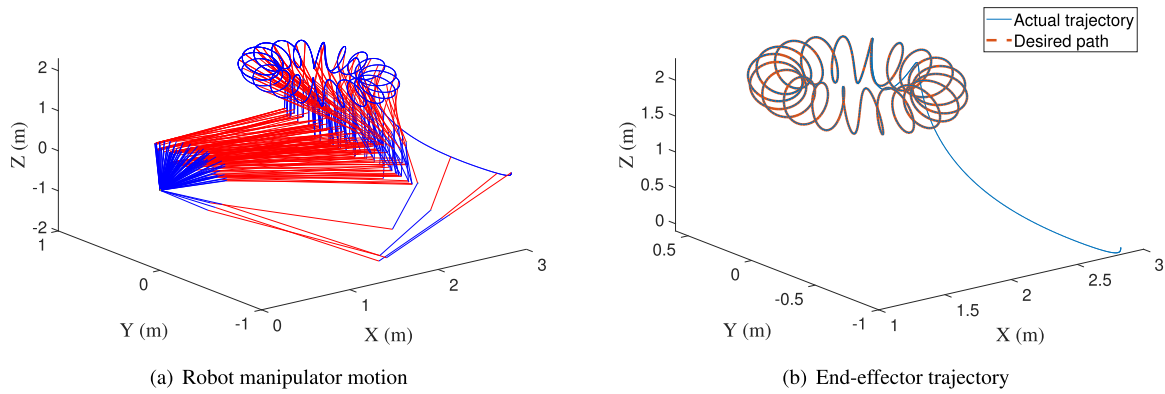 2
1
0
-1
-2
Z (m)
1
0
-1
Y (m)
0
1
2
3
X (m)
(a) Robot manipulator motion
Actual trajectory
Desired path
2
1.5
1
0.5
0
Z (m)
0.5
0
-0.5
-1
Y (m)
1
1.5
2
2.5
3
X (m)
(b) End-effector trajectory